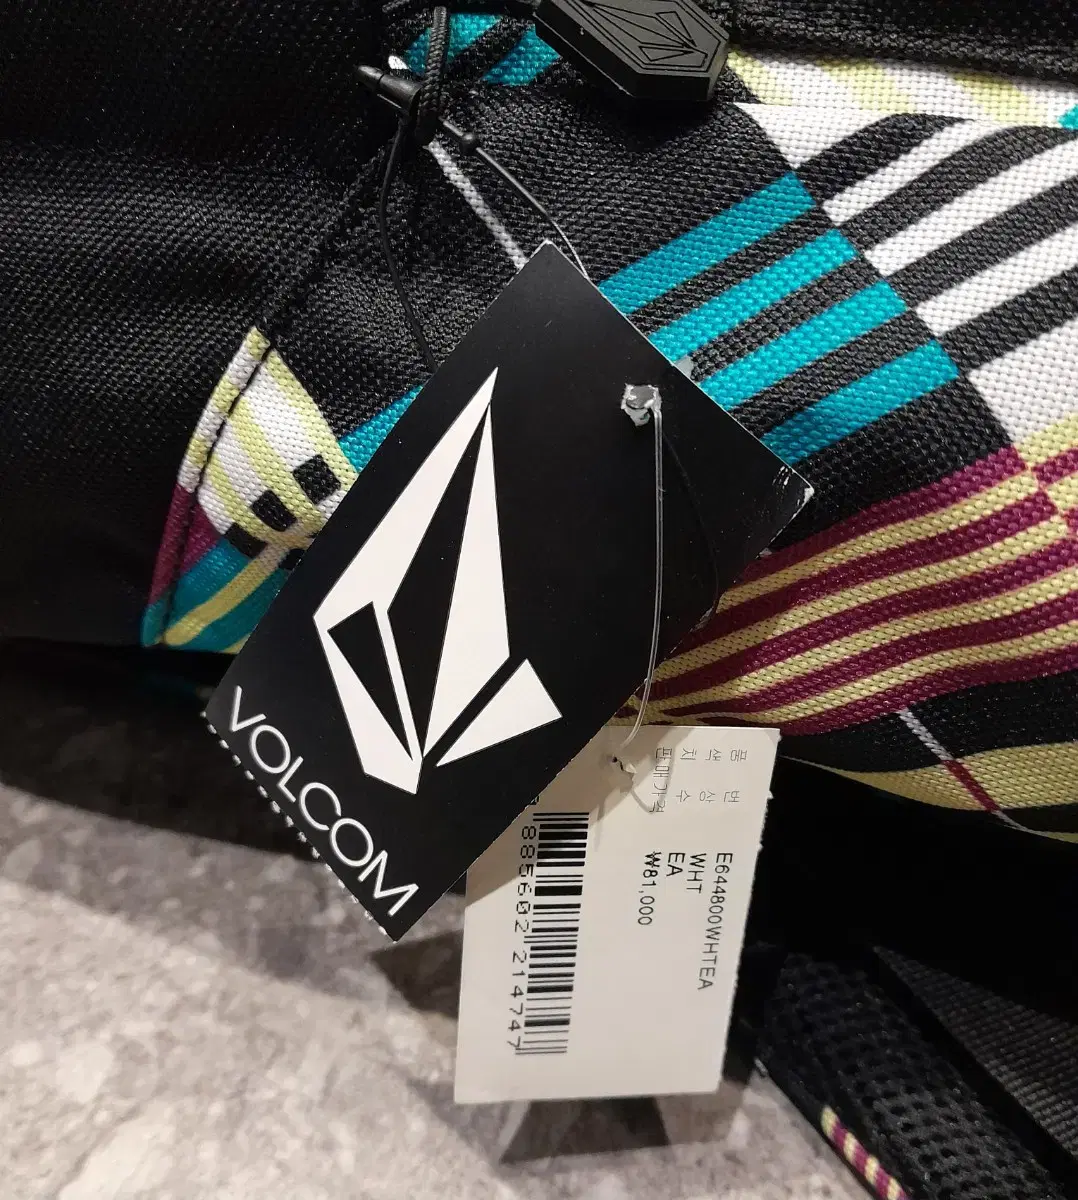 VOLCOM
품 번 E644800WHTEA
색 상 WHT
치 수 EA
판매가격 ₩81,000
885602 214747